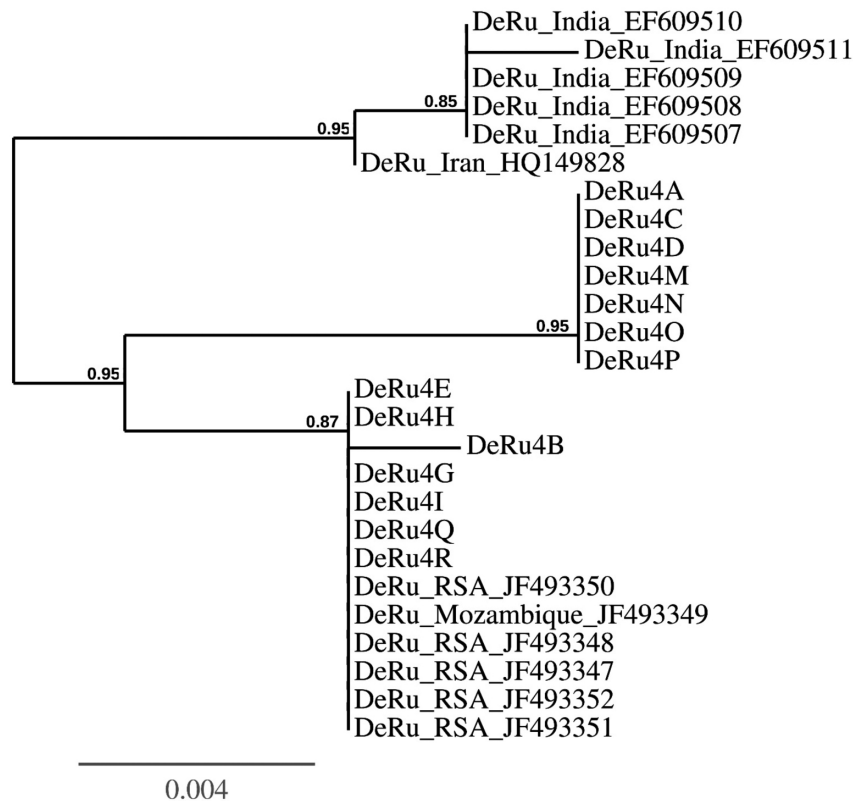 DeRu_India_EF609510
DeRu_India_EF609511
DeRu_India_EF609509
0.85
DeRu_India_EF609508
0.95
DeRu_India_EF609507
DeRu_Iran_HQ149828
DeRu4A
DeRu4C
DeRu4D
DeRu4M
DeRu4N
0.95
DeRu4O
DeRu4P
0.95
DeRu4E
DeRu4H
0.87
DeRu4B
DeRu4G
DeRu4I
DeRu4Q
DeRu4R
DeRu_RSA_JF493350
DeRu_Mozambique_JF493349
DeRu_RSA_JF493348
DeRu_RSA_JF493347
DeRu_RSA_JF493352
DeRu_RSA_JF493351
0.004